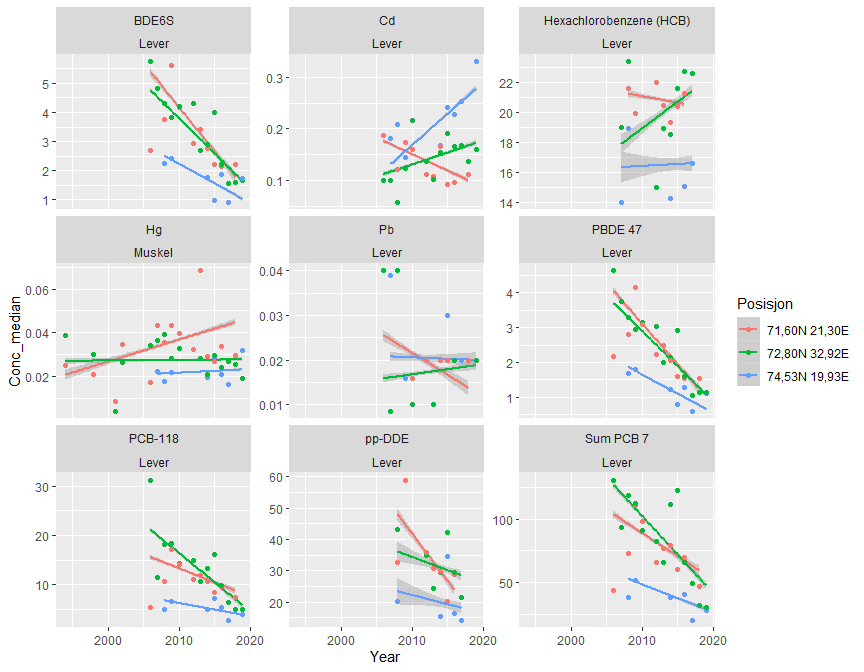 BDE6S
Cd
Hexachlorobenzene (HCB)
Lever
Lever
Lever
5
4
3
2
1
0.3
0.2
0.1
22
20
18
16
14
Hg
Pb
PBDE 47
Muskel
Lever
Lever
0.06
0.04
0.02
0.04
0.03
0.02
0.01
4
3
2
1
PCB-118
pp-DDE
Sum PCB 7
Lever
Lever
Lever
30
20
10
60
50
40
30
20
100
50
2000
2010
2020
2000
2010
2020
2000
2010
2020
Year
Conc_median
Posisjon
71,60N 21,30E
72,80N 32,92E
74,53N 19,93E